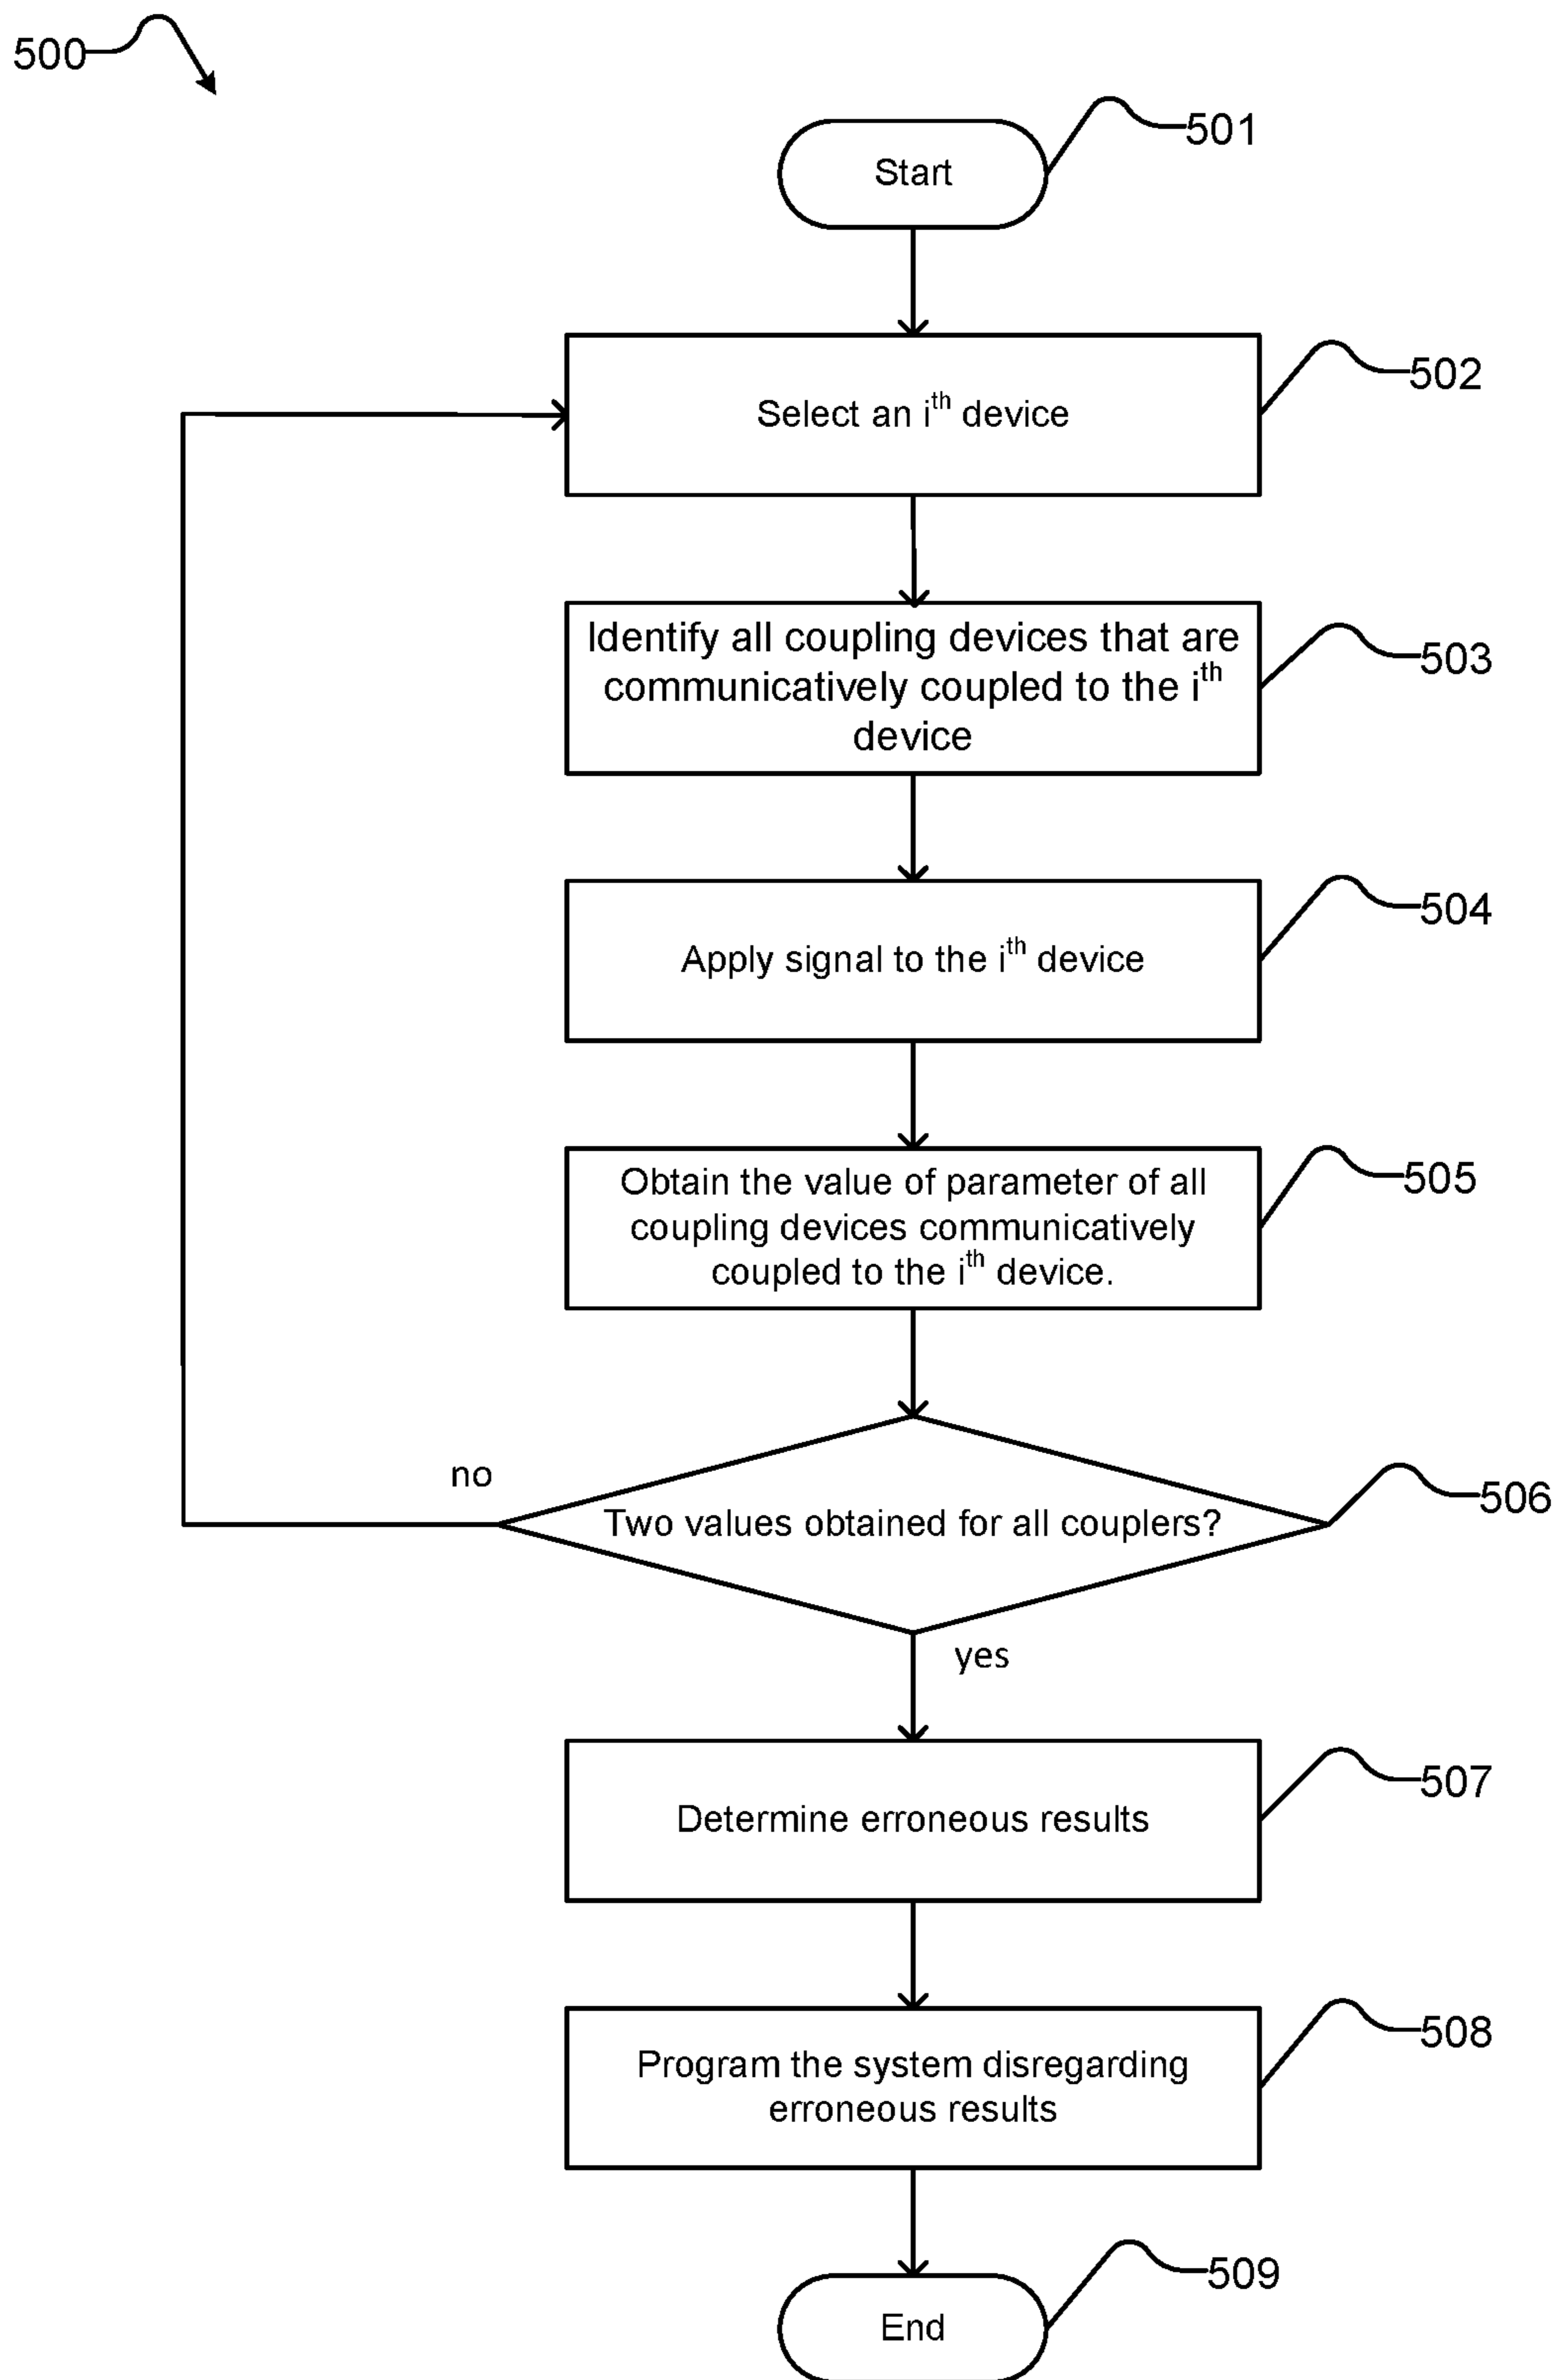 500
501
Start
502
Select an ith device
503
Identify all coupling devices that are
communicatively coupled to the ith
device
504
Apply signal to the ith device
505
Obtain the value of parameter of all
coupling devices communicatively
coupled to the ith device.
no
506
Two values obtained for all couplers?
yes
507
Determine erroneous results
508
Program the system disregarding
erroneous results
509
End